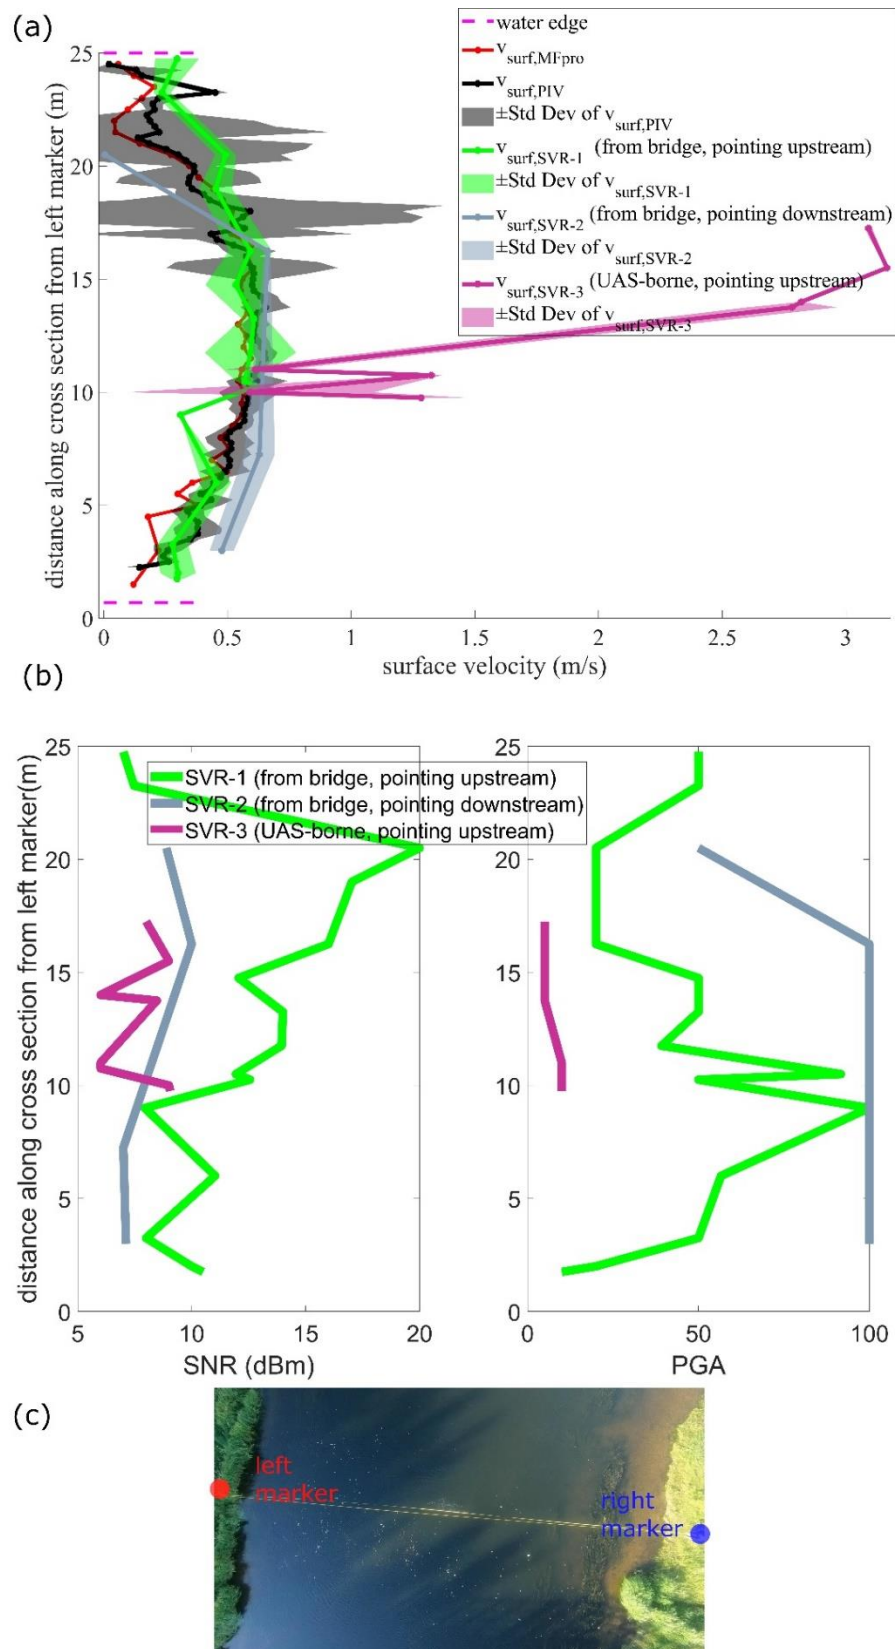 (a)
water edge
v_surf,MFpro
v_surf,PIV
±Std Dev of v_surf,PIV
v_surf,SVR-1 (from bridge, pointing upstream)
±Std Dev of v_surf,SVR-1
v_surf,SVR-2 (from bridge, pointing downstream)
±Std Dev of v_surf,SVR-2
v_surf,SVR-3 (UAS-borne, pointing upstream)
±Std Dev of v_surf,SVR-3
distance along cross section from left marker (m)
25
20
15
10
5
0
0 0.5 1 1.5 2 2.5 3
surface velocity (m/s)
(b)
SVR-1 (from bridge, pointing upstream)
SVR-2 (from bridge, pointing downstream)
SVR-3 (UAS-borne, pointing upstream)
distance along cross section from left marker(m)
25
20
15
10
5
0
5 10 15 20
SNR (dBm)
25
20
15
10
5
0
0 50 100
PGA
(c)
left
marker
right
marker